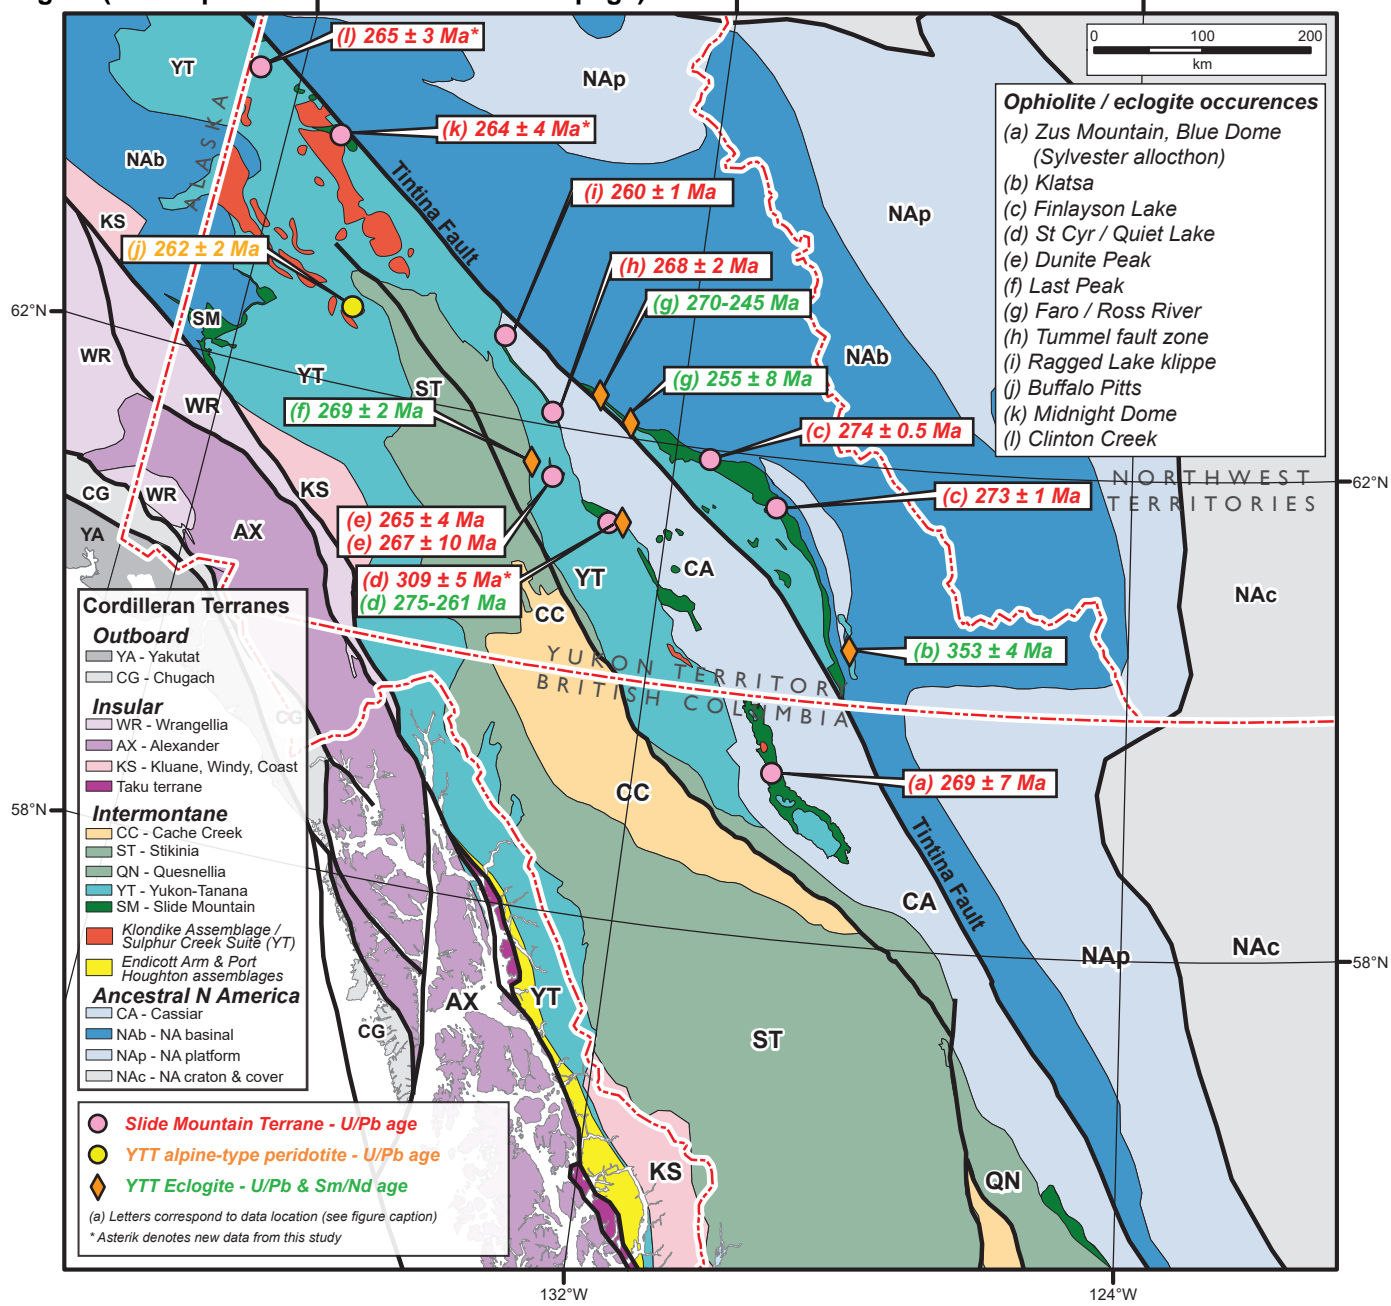 (l) 265 ± 3 Ma*
0 100 200
km
YT
NAp
ALASKA
Ophiolite / eclogite occurences
(a) Zus Mountain, Blue Dome
(Sylvester allocthon)
(b) Klatsa
(c) Finlayson Lake
(d) St Cyr / Quiet Lake
(e) Dunite Peak
(f) Last Peak
(g) Faro / Ross River
(h) Tummel fault zone
(i) Ragged Lake klippe
(j) Buffalo Pitts
(k) Midnight Dome
(l) Clinton Creek
(k) 264 ± 4 Ma*
NAb
Tintina Fault
(i) 260 ± 1 Ma
NAp
KS
(j) 262 ± 2 Ma
(h) 268 ± 2 Ma
(g) 270-245 Ma
62°N
SM
WR
NAb
YT
ST
(g) 255 ± 8 Ma
WR
(f) 269 ± 2 Ma
(c) 274 ± 0.5 Ma
NORTHWEST
TERRITORIES
62°N
KS
CG
WR
(c) 273 ± 1 Ma
YA
AX
(e) 265 ± 4 Ma
(e) 267 ± 10 Ma
CA
YT
(d) 309 ± 5 Ma*
(d) 275-261 Ma
NAc
CC
(b) 353 ± 4 Ma
YUKON TERRITORY
BRITISH COLUMBIA
Cordilleran Terranes
Outboard
YA - Yakutat
CG - Chugach
Insular
WR - Wrangellia
AX - Alexander
KS - Kluane, Windy, Coast
Taku terrane
Intermontane
CC - Cache Creek
ST - Stikinia
QN - Quesnellia
YT - Yukon-Tanana
SM - Slide Mountain
Klondike Assemblage /
Sulphur Creek Suite (YT)
Endicott Arm & Port
Houghton assemblages
Ancestral N America
CA - Cassiar
NAb - NA basinal
NAp - NA platform
NAc - NA craton & cover
CG
(a) 269 ± 7 Ma
CC
58°N
Tintina Fault
CA
NAp
NAc
58°N
AX
YT
CG
ST
KS
QN
Slide Mountain Terrane - U/Pb age
YTT alpine-type peridotite - U/Pb age
YTT Eclogite - U/Pb & Sm/Nd age
(a) Letters correspond to data location (see figure caption)
* Asterik denotes new data from this study
132°W
124°W